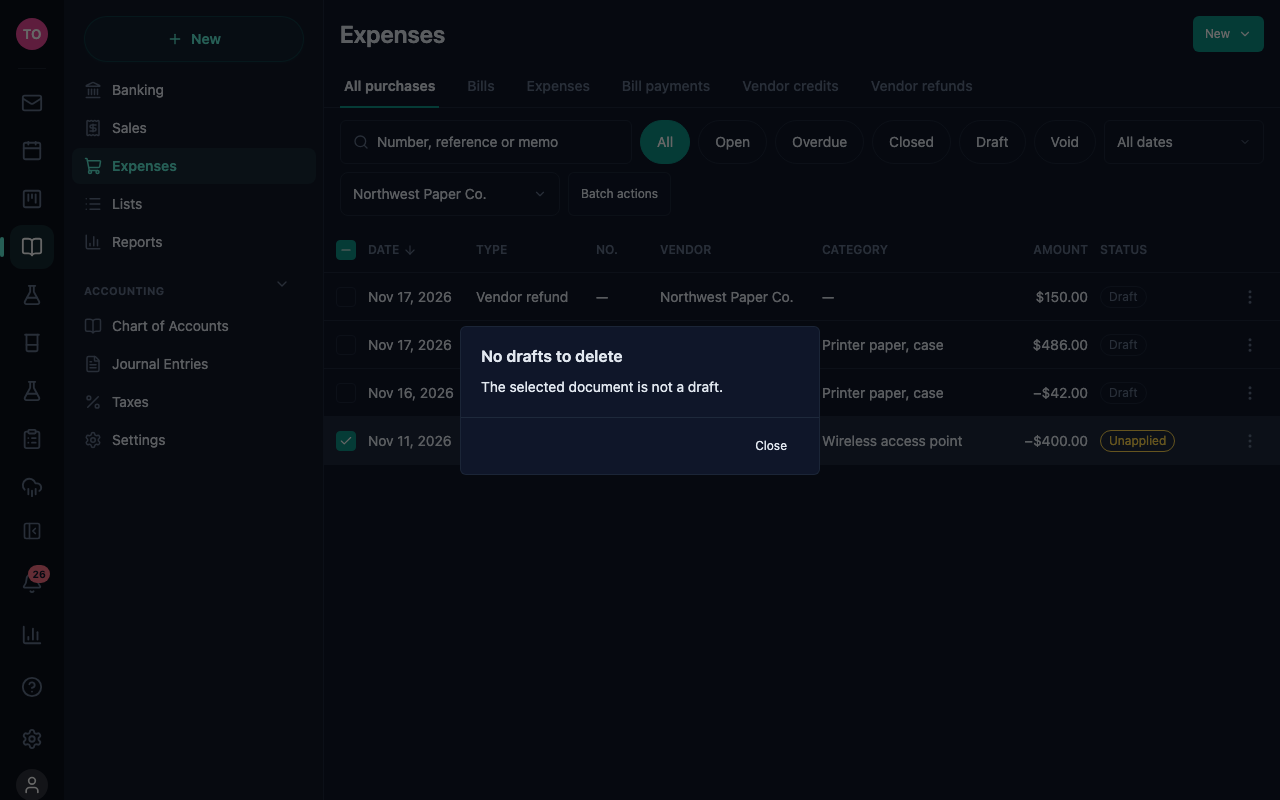 TO
New
Expenses
New
Banking
Sales
Expenses
Lists
Reports
ACCOUNTING
Chart of Accounts
Journal Entries
Taxes
Settings
26
All purchases Bills Expenses Bill payments Vendor credits Vendor refunds
Number, reference or memo All Open Overdue Closed Draft Void All dates
Northwest Paper Co. Batch actions
DATE TYPE NO. VENDOR CATEGORY AMOUNT STATUS
Nov 17, 2026 Vendor refund — Northwest Paper Co. — $150.00 Draft
Nov 17, 2026 Printer paper, case $486.00 Draft
Nov 16, 2026 Printer paper, case −$42.00 Draft
Nov 11, 2026 Wireless access point −$400.00 Unapplied
No drafts to delete
The selected document is not a draft.
Close